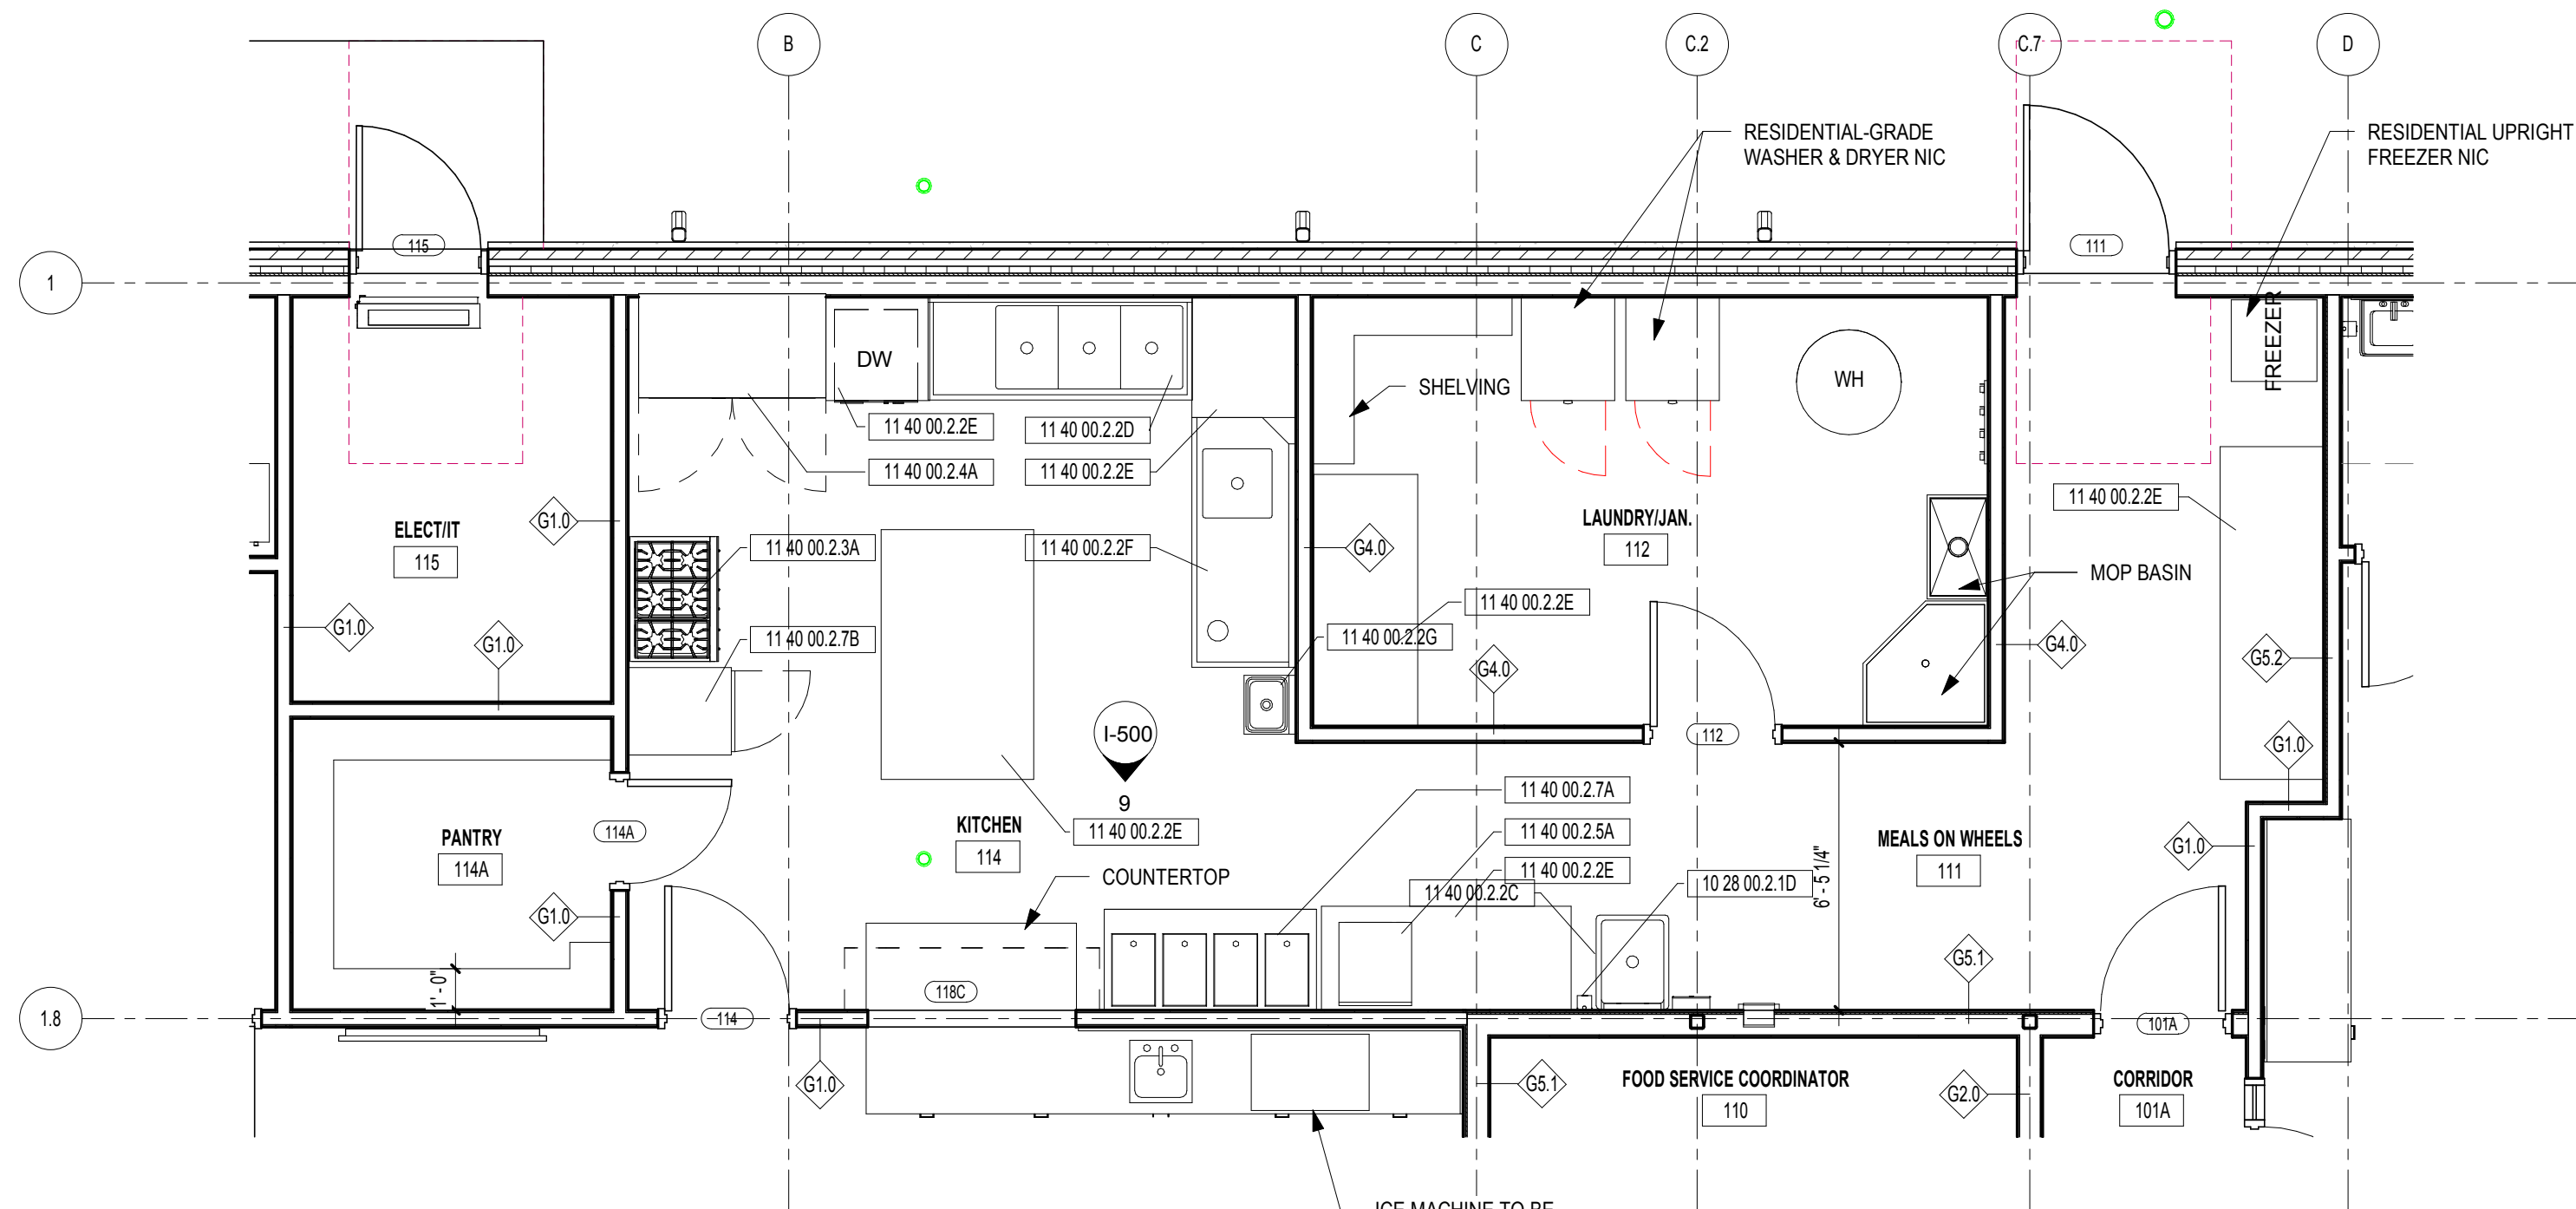 B
C
C.2
C.7
D
RESIDENTIAL-GRADE
WASHER & DRYER NIC
RESIDENTIAL UPRIGHT
FREEZER NIC
115
111
1
FREEZER
DW
WH
SHELVING
11 40 00.2.2E
11 40 00.2.2D
11 40 00.2.4A
11 40 00.2.2E
11 40 00.2.2E
G1.0
ELECT/IT
115
LAUNDRY/JAN.
112
11 40 00.2.3A
11 40 00.2.2F
G4.0
MOP BASIN
11 40 00.2.2E
G1.0
G1.0
11 40 00.2.7B
11 40 00.2.2G
G4.0
G4.0
G5.2
I-500
9
112
G1.0
11 40 00.2.7A
114A
KITCHEN
114
11 40 00.2.2E
11 40 00.2.5A
PANTRY
114A
MEALS ON WHEELS
111
G1.0
COUNTERTOP
11 40 00.2.2E
11 40 00.2.2C
10 28 00.2.1D
6' - 5 1/4"
G1.0
G5.1
1' - 0"
118C
1.8
114
101A
G1.0
G5.1
FOOD SERVICE COORDINATOR
110
G2.0
CORRIDOR
101A
ICE MACHINE TO BE